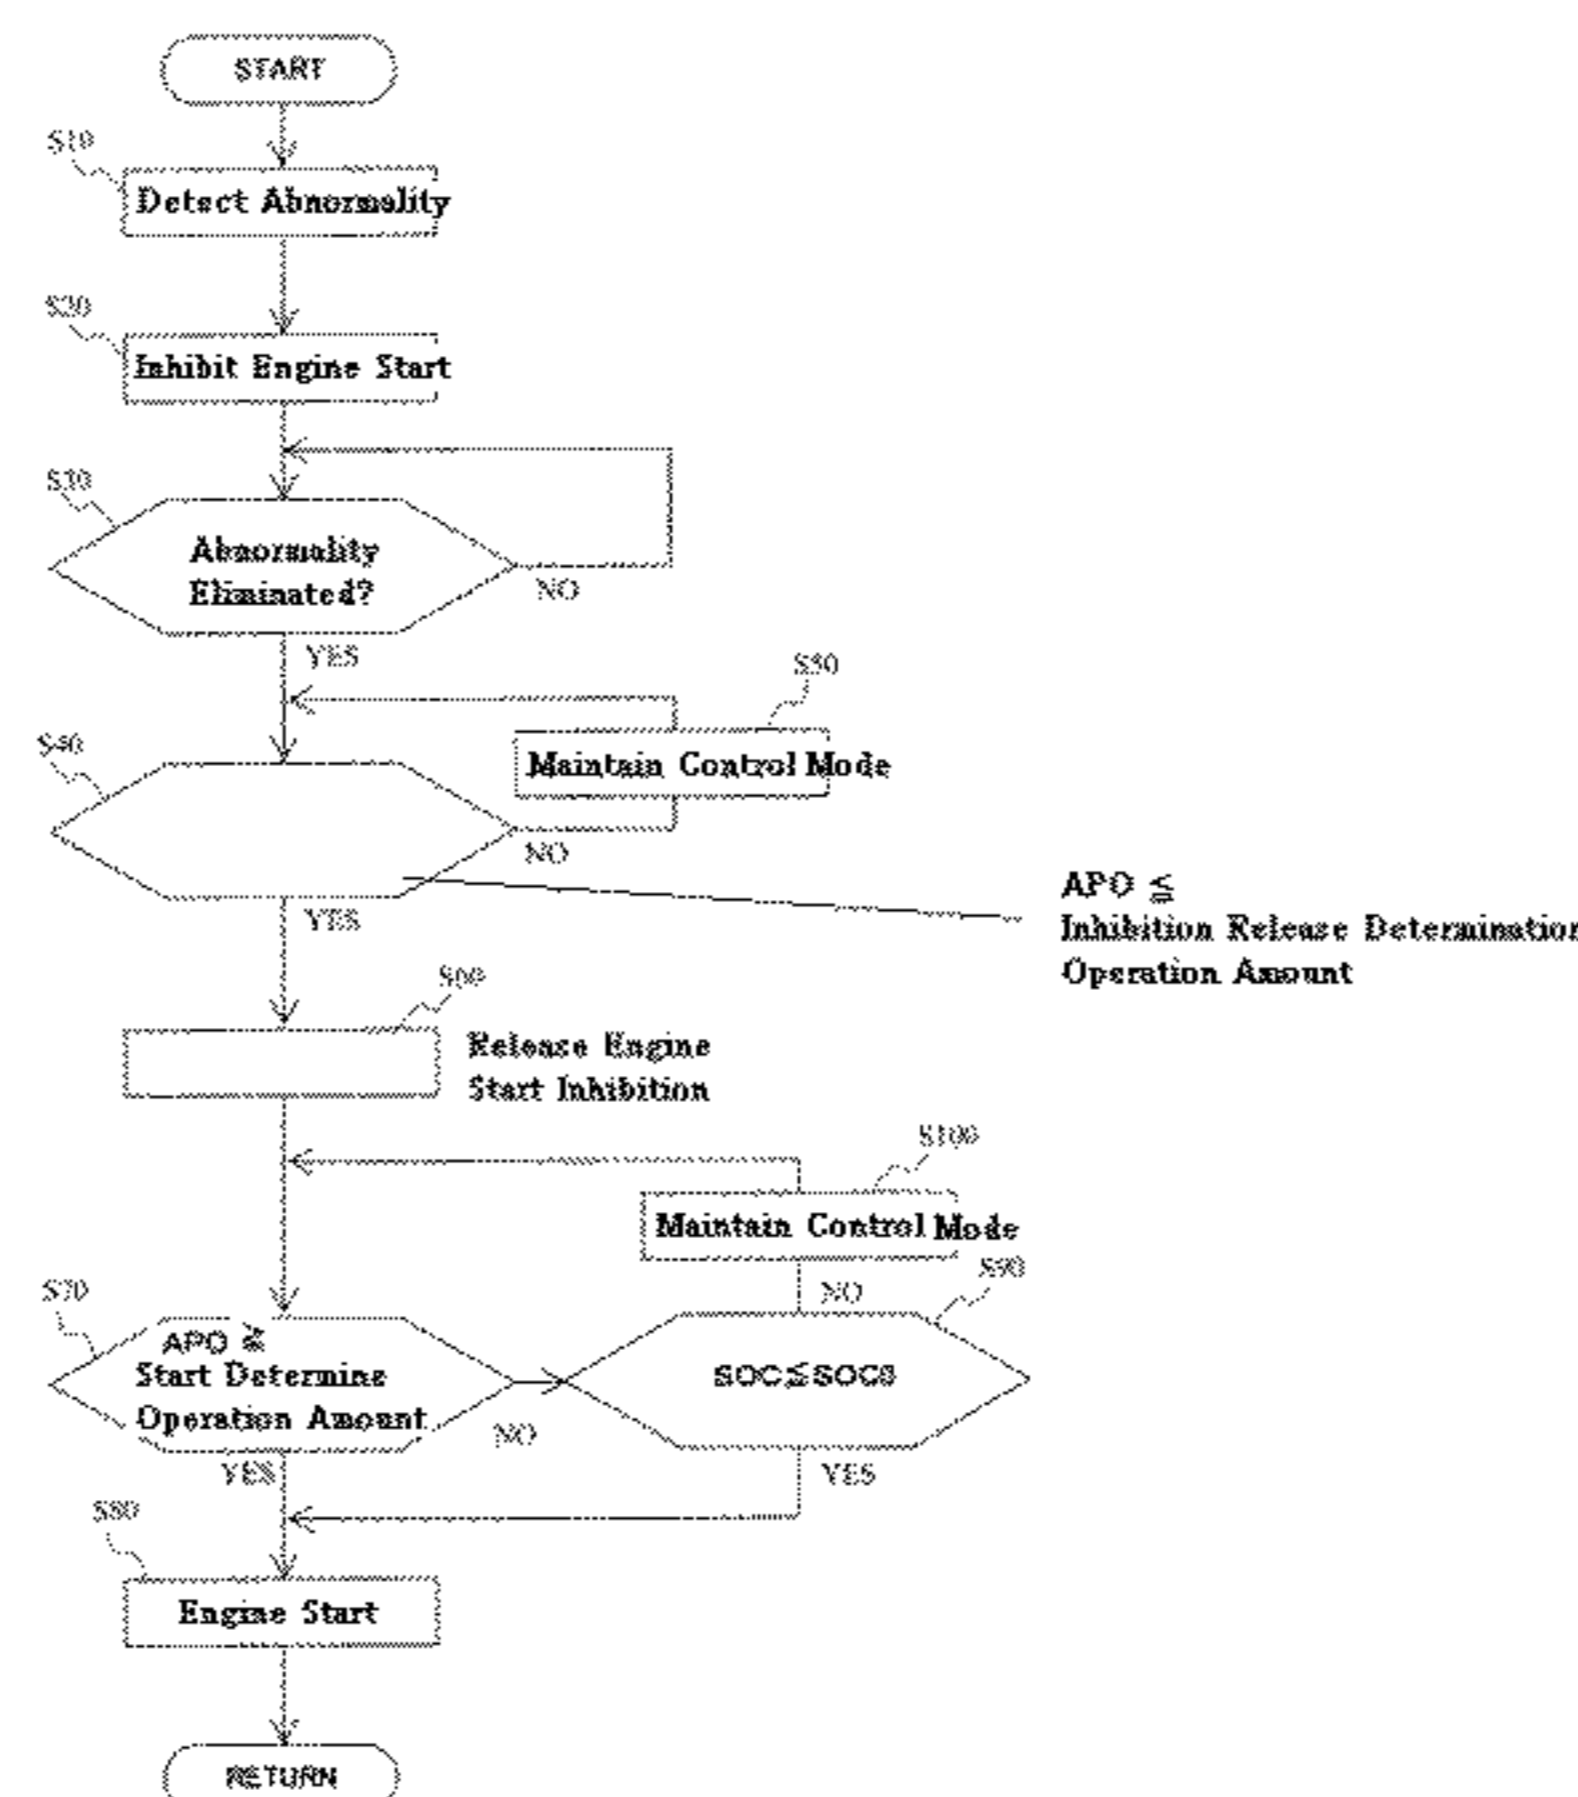 START
S10
Detect Abnormality
S20
Inhibit Engine Start
S30
Abnormality
Eliminated?
NO
YES
S50
Maintain Control Mode
S40
NO
YES
APO ≦
Inhibition Release Determination
Operation Amount
S60
Release Engine
Start Inhibition
S100
Maintain Control Mode
S90
NO
S70
APO
Start Determine
Operation Amount
NO
SOC≦SOCS
YES
YES
S80
Engine Start
RETURN